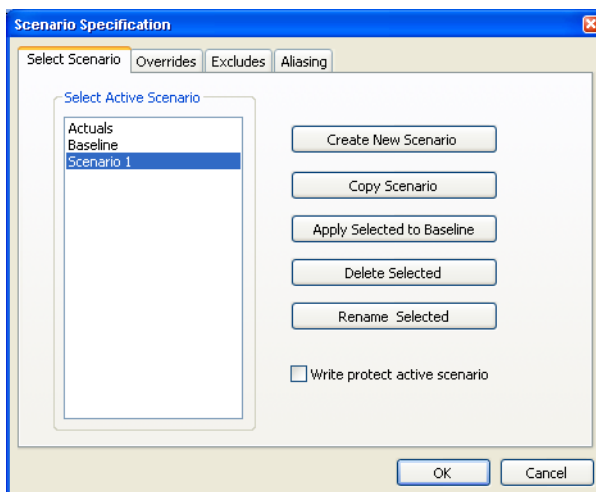 Scenario Specification
Select Scenario Overrides Excludes Aliasing
Select Active Scenario
Actuals
Baseline
Scenario 1
Create New Scenario
Copy Scenario
Apply Selected to Baseline
Delete Selected
Rename Selected
Write protect active scenario
OK Cancel